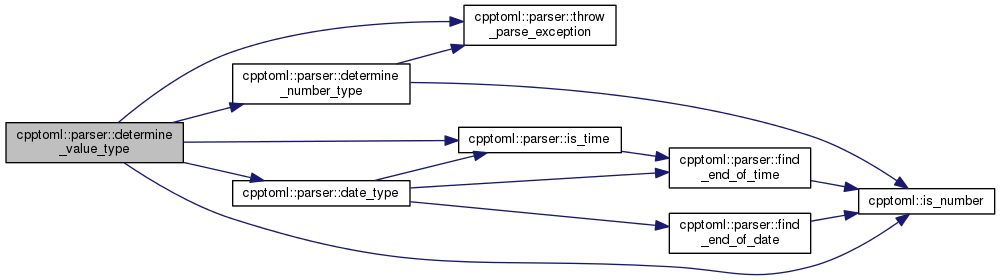 cpptoml::parser::throw
_parse_exception
cpptoml::parser::determine
_number_type
cpptoml::parser::determine
_value_type
cpptoml::parser::is_time
cpptoml::parser::date_type
cpptoml::parser::find
_end_of_time
cpptoml::is_number
cpptoml::parser::find
_end_of_date